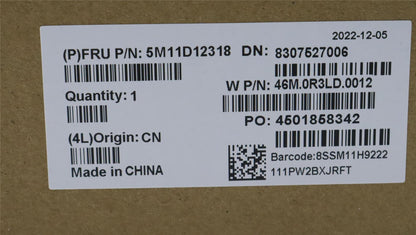 2022-12-05
(P)FRU P/N: 5M11D12318 DN: 8307527006
W P/N: 46M.0R3LD.0012
Quantity: 1
PO: 4501858342
(4L)Origin: CN
Barcode:8SSM11H9222
Made in CHINA
111PW2BXJRFT